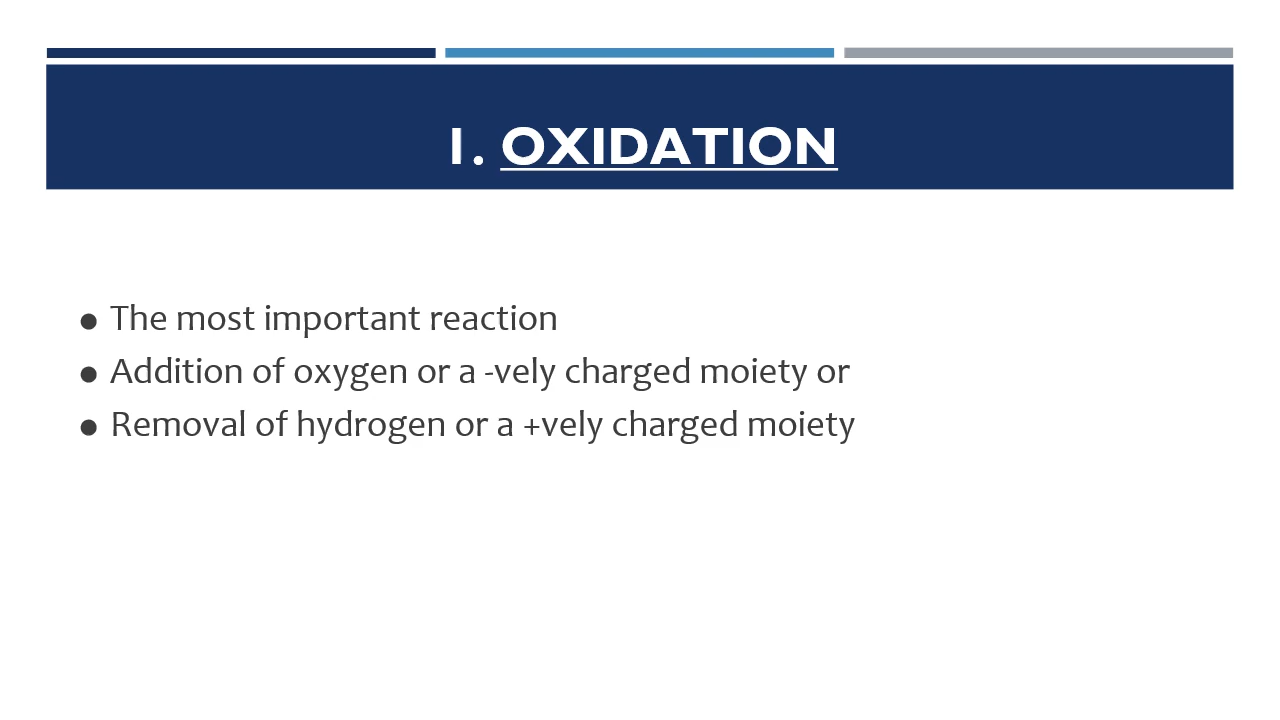 1. OXIDATION
● The most important reaction
● Addition of oxygen or a -vely charged moiety or
● Removal of hydrogen or a +vely charged moiety